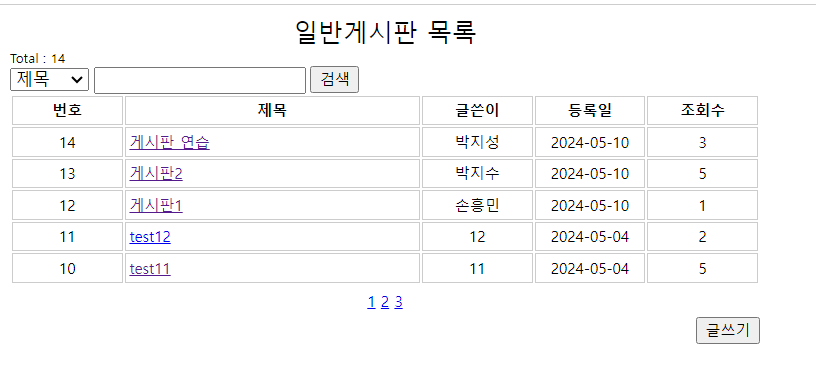 일반게시판 목록
Total : 14
제목 검색
번호 제목 글쓴이 등록일 조회수
14 게시판 연습 박지성 2024-05-10 3
13 게시판2 박지수 2024-05-10 5
12 게시판1 손흥민 2024-05-10 1
11 test12 12 2024-05-04 2
10 test11 11 2024-05-04 5
1 2 3
글쓰기